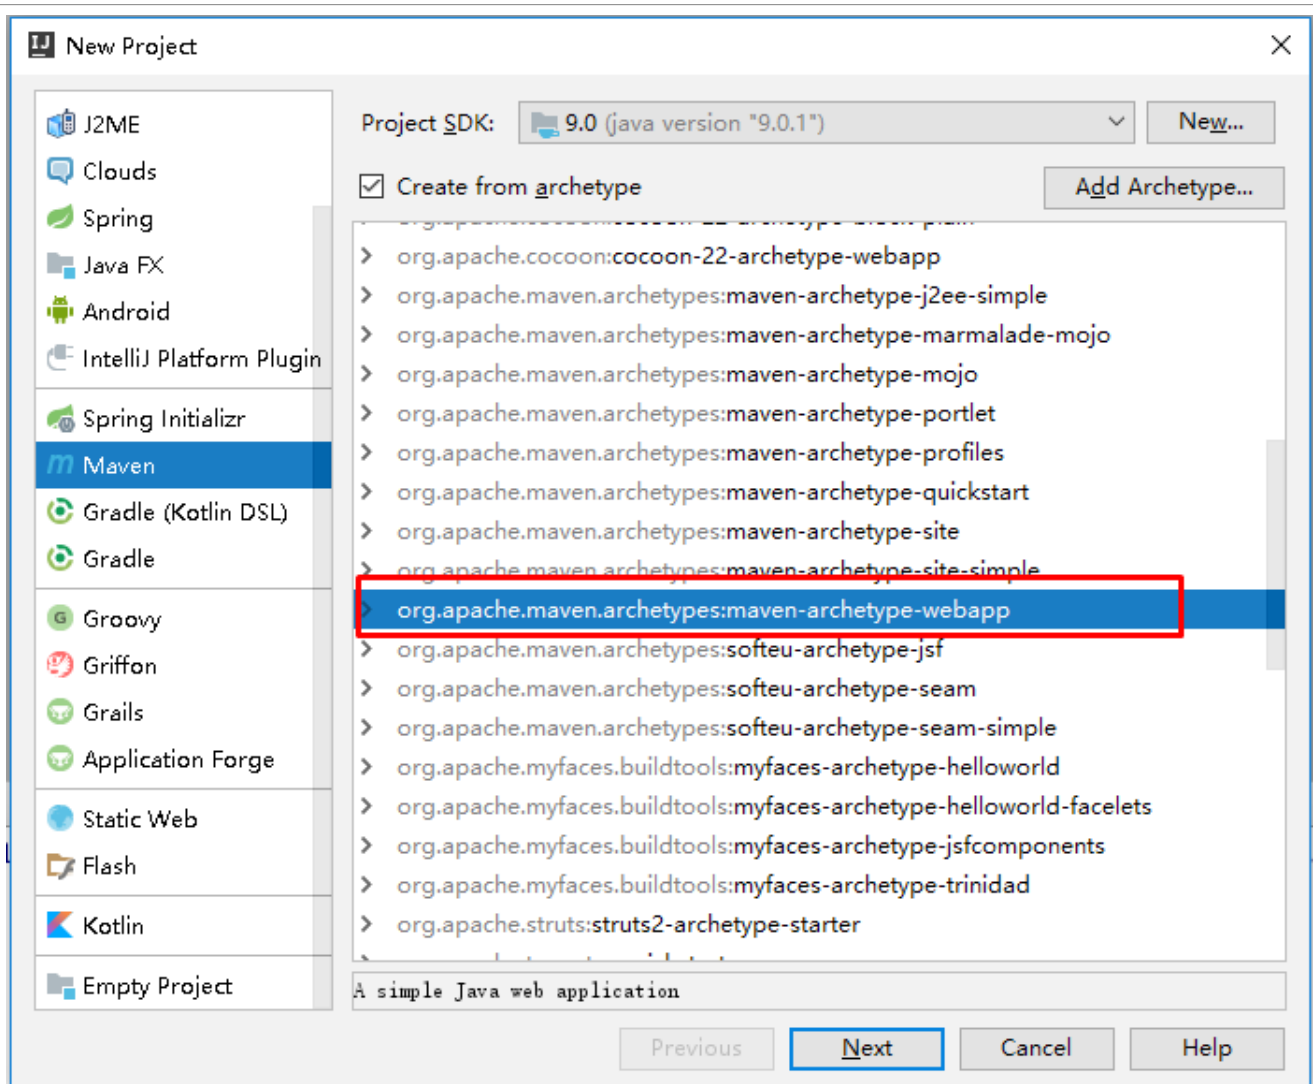 New Project
J2ME
Clouds
Spring
Java FX
Android
IntelliJ Platform Plugin
Spring Initializr
Maven
Gradle (Kotlin DSL)
Gradle
Groovy
Griffon
Grails
Application Forge
Static Web
Flash
Kotlin
Empty Project
Project SDK: 9.0 (java version "9.0.1") New...
Create from archetype Add Archetype...
org.apache.cocoon:cocoon-22-archetype-block-plain
org.apache.cocoon:cocoon-22-archetype-webapp
org.apache.maven.archetypes:maven-archetype-j2ee-simple
org.apache.maven.archetypes:maven-archetype-marmalade-mojo
org.apache.maven.archetypes:maven-archetype-mojo
org.apache.maven.archetypes:maven-archetype-portlet
org.apache.maven.archetypes:maven-archetype-profiles
org.apache.maven.archetypes:maven-archetype-quickstart
org.apache.maven.archetypes:maven-archetype-site
org.apache.maven.archetypes:maven-archetype-site-simple
org.apache.maven.archetypes:maven-archetype-webapp
org.apache.maven.archetypes:softeu-archetype-jsf
org.apache.maven.archetypes:softeu-archetype-seam
org.apache.maven.archetypes:softeu-archetype-seam-simple
org.apache.myfaces.buildtools:myfaces-archetype-helloworld
org.apache.myfaces.buildtools:myfaces-archetype-helloworld-facelets
org.apache.myfaces.buildtools:myfaces-archetype-jsfcomponents
org.apache.myfaces.buildtools:myfaces-archetype-trinidad
org.apache.struts:struts2-archetype-starter
A simple Java web application
Previous Next Cancel Help